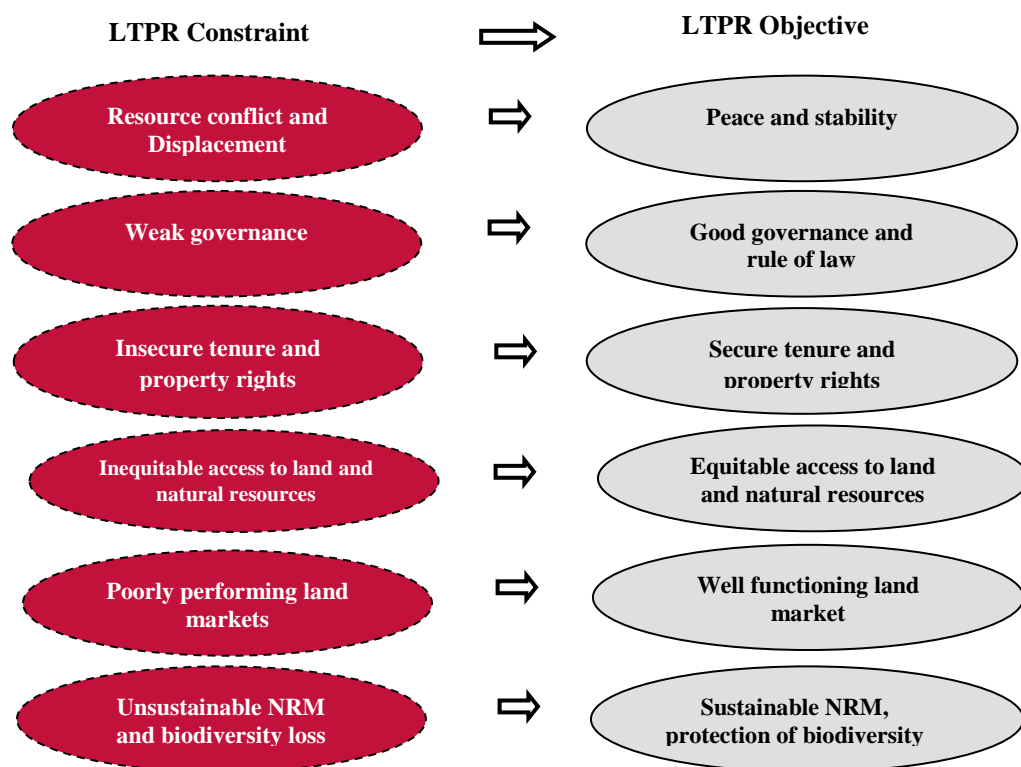 LTPR Constraint
LTPR Objective
Resource conflict and
Displacement
Peace and stability
Weak governance
Good governance and
rule of law
Insecure tenure and
property rights
Secure tenure and
property rights
Inequitable access to land and
natural resources
Equitable access to land
and natural resources
Poorly performing land
markets
Well functioning land
market
Unsustainable NRM
and biodiversity loss
Sustainable NRM,
protection of biodiversity